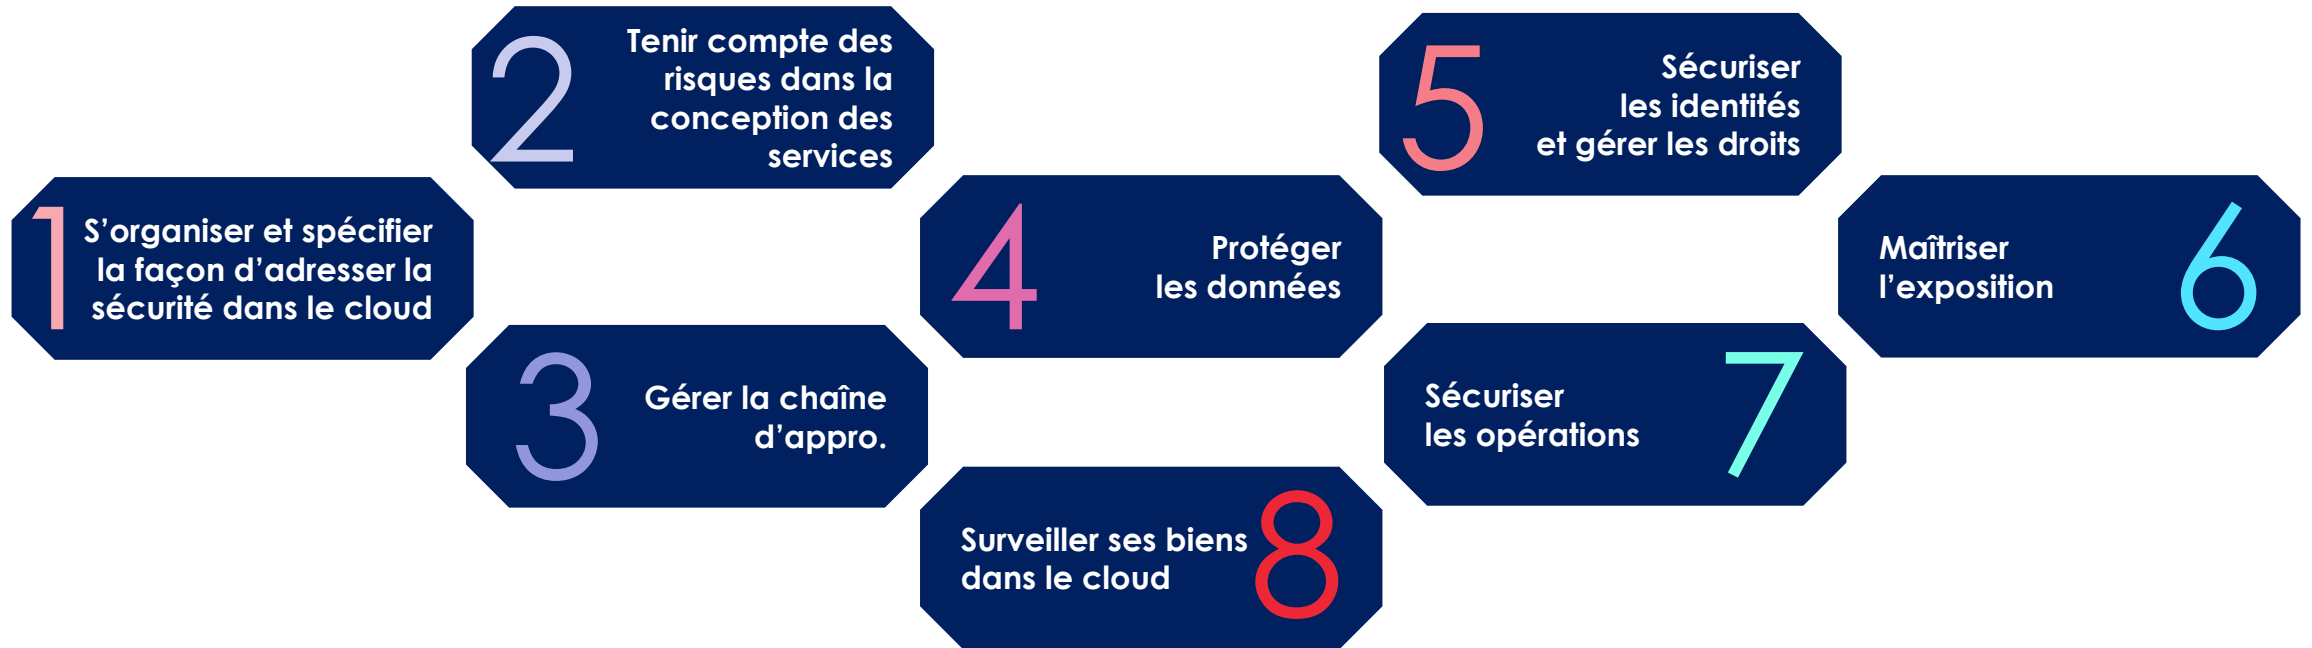 1
S’organiser et spécifier
la façon d’adresser la
sécurité dans le cloud
2
Tenir compte des
risques dans la
conception des
services
3
Gérer la chaîne
d’appro.
4
Protéger
les données
5
Sécuriser
les identités
et gérer les droits
6
Maîtriser
l’exposition
7
Sécuriser
les opérations
8
Surveiller ses biens
dans le cloud